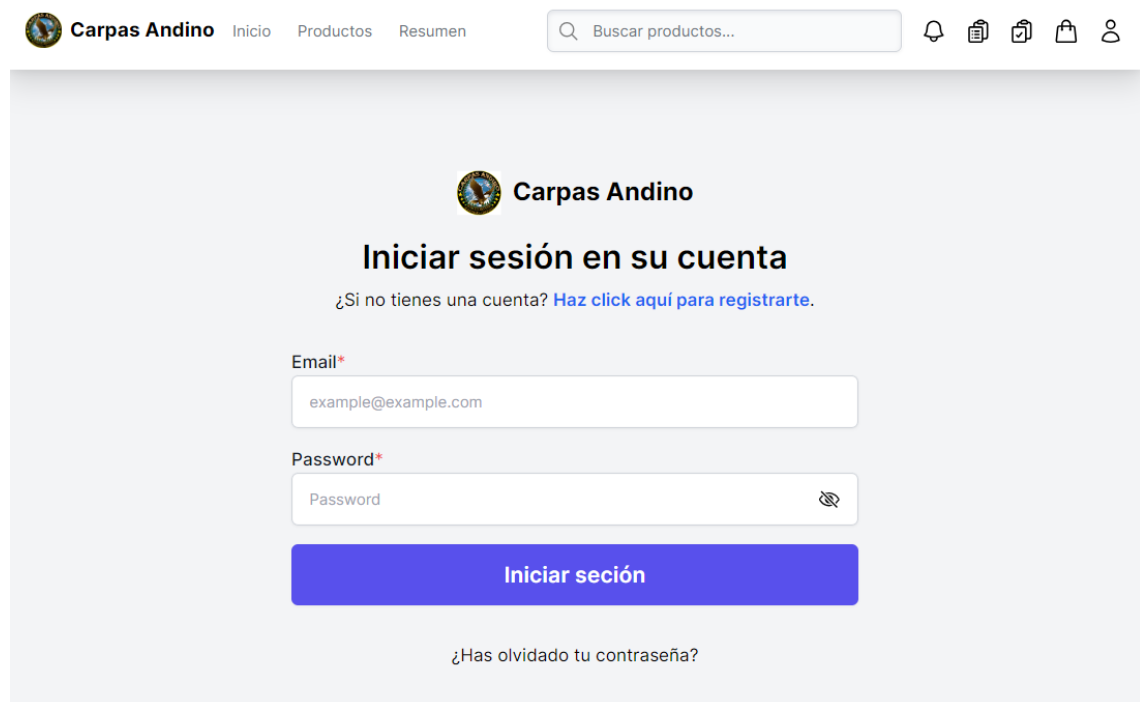 Carpas Andino Inicio Productos Resumen Buscar productos...
Carpas Andino
Iniciar sesión en su cuenta
¿Si no tienes una cuenta? Haz click aquí para registrarte.
Email*
example@example.com
Password*
Password
Iniciar seción
¿Has olvidado tu contraseña?